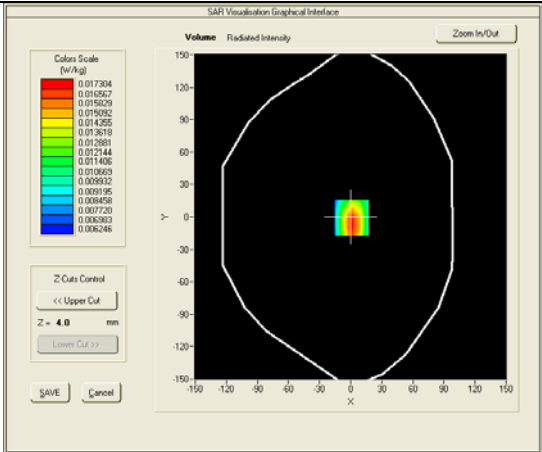 SAR Visualisation Graphical Interface
Volume Radiated Intensity
Zoom In/Out
Colors Scale
(W/kg)
0.017304
0.016567
0.015829
0.015092
0.014355
0.013618
0.012881
0.012144
0.011406
0.010669
0.009932
0.009195
0.008458
0.007720
0.006983
0.006246
Z-Cuts Control
<< Upper Cut
Z = 4.0 mm
Lower Cut >>
SAVE Cancel
150
120
90
60
30
0
-30
-60
-90
-120
-150
Y
-150 -120 -90 -60 -30 0 30 60 90 120 150
X